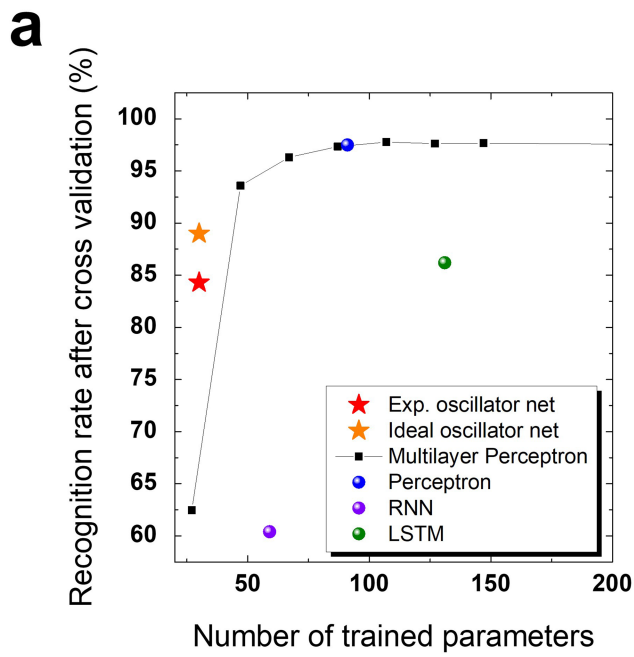 a
Recognition rate after cross validation (%)
100
95
90
85
80
75
70
65
60
Exp. oscillator net
Ideal oscillator net
Multilayer Perceptron
Perceptron
RNN
LSTM
50
100
150
200
Number of trained parameters